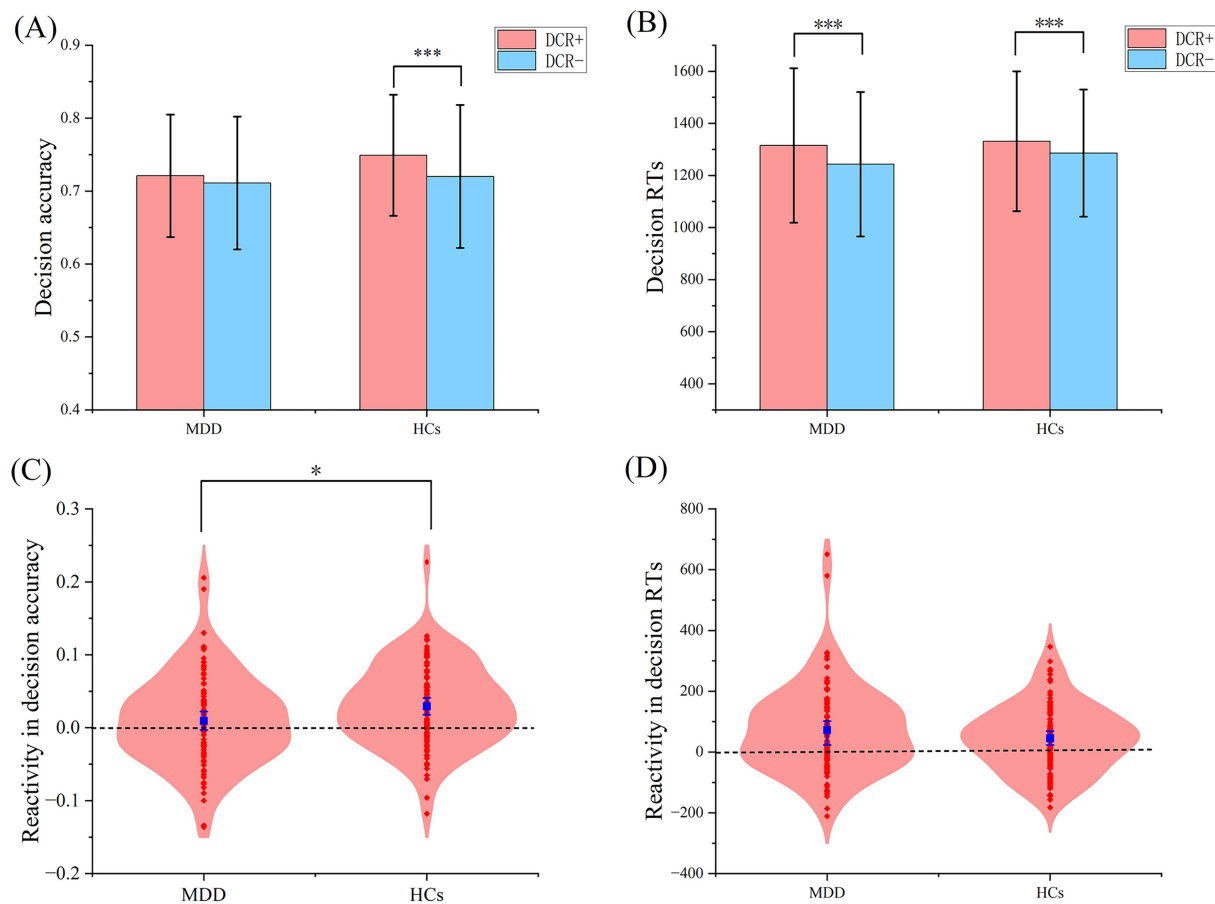 (A)
0.9
0.8
0.7
0.6
0.5
0.4
Decision accuracy
***
DCR+
DCR-
MDD
HCs
(B)
1600
1400
1200
1000
800
600
400
Decision RTs
***
***
DCR+
DCR-
MDD
HCs
(C)
0.3
0.2
0.1
0.0
−0.1
−0.2
Reactivity in decision accuracy
*
MDD
HCs
(D)
800
600
400
200
0
−200
−400
Reactivity in decision RTs
MDD
HCs